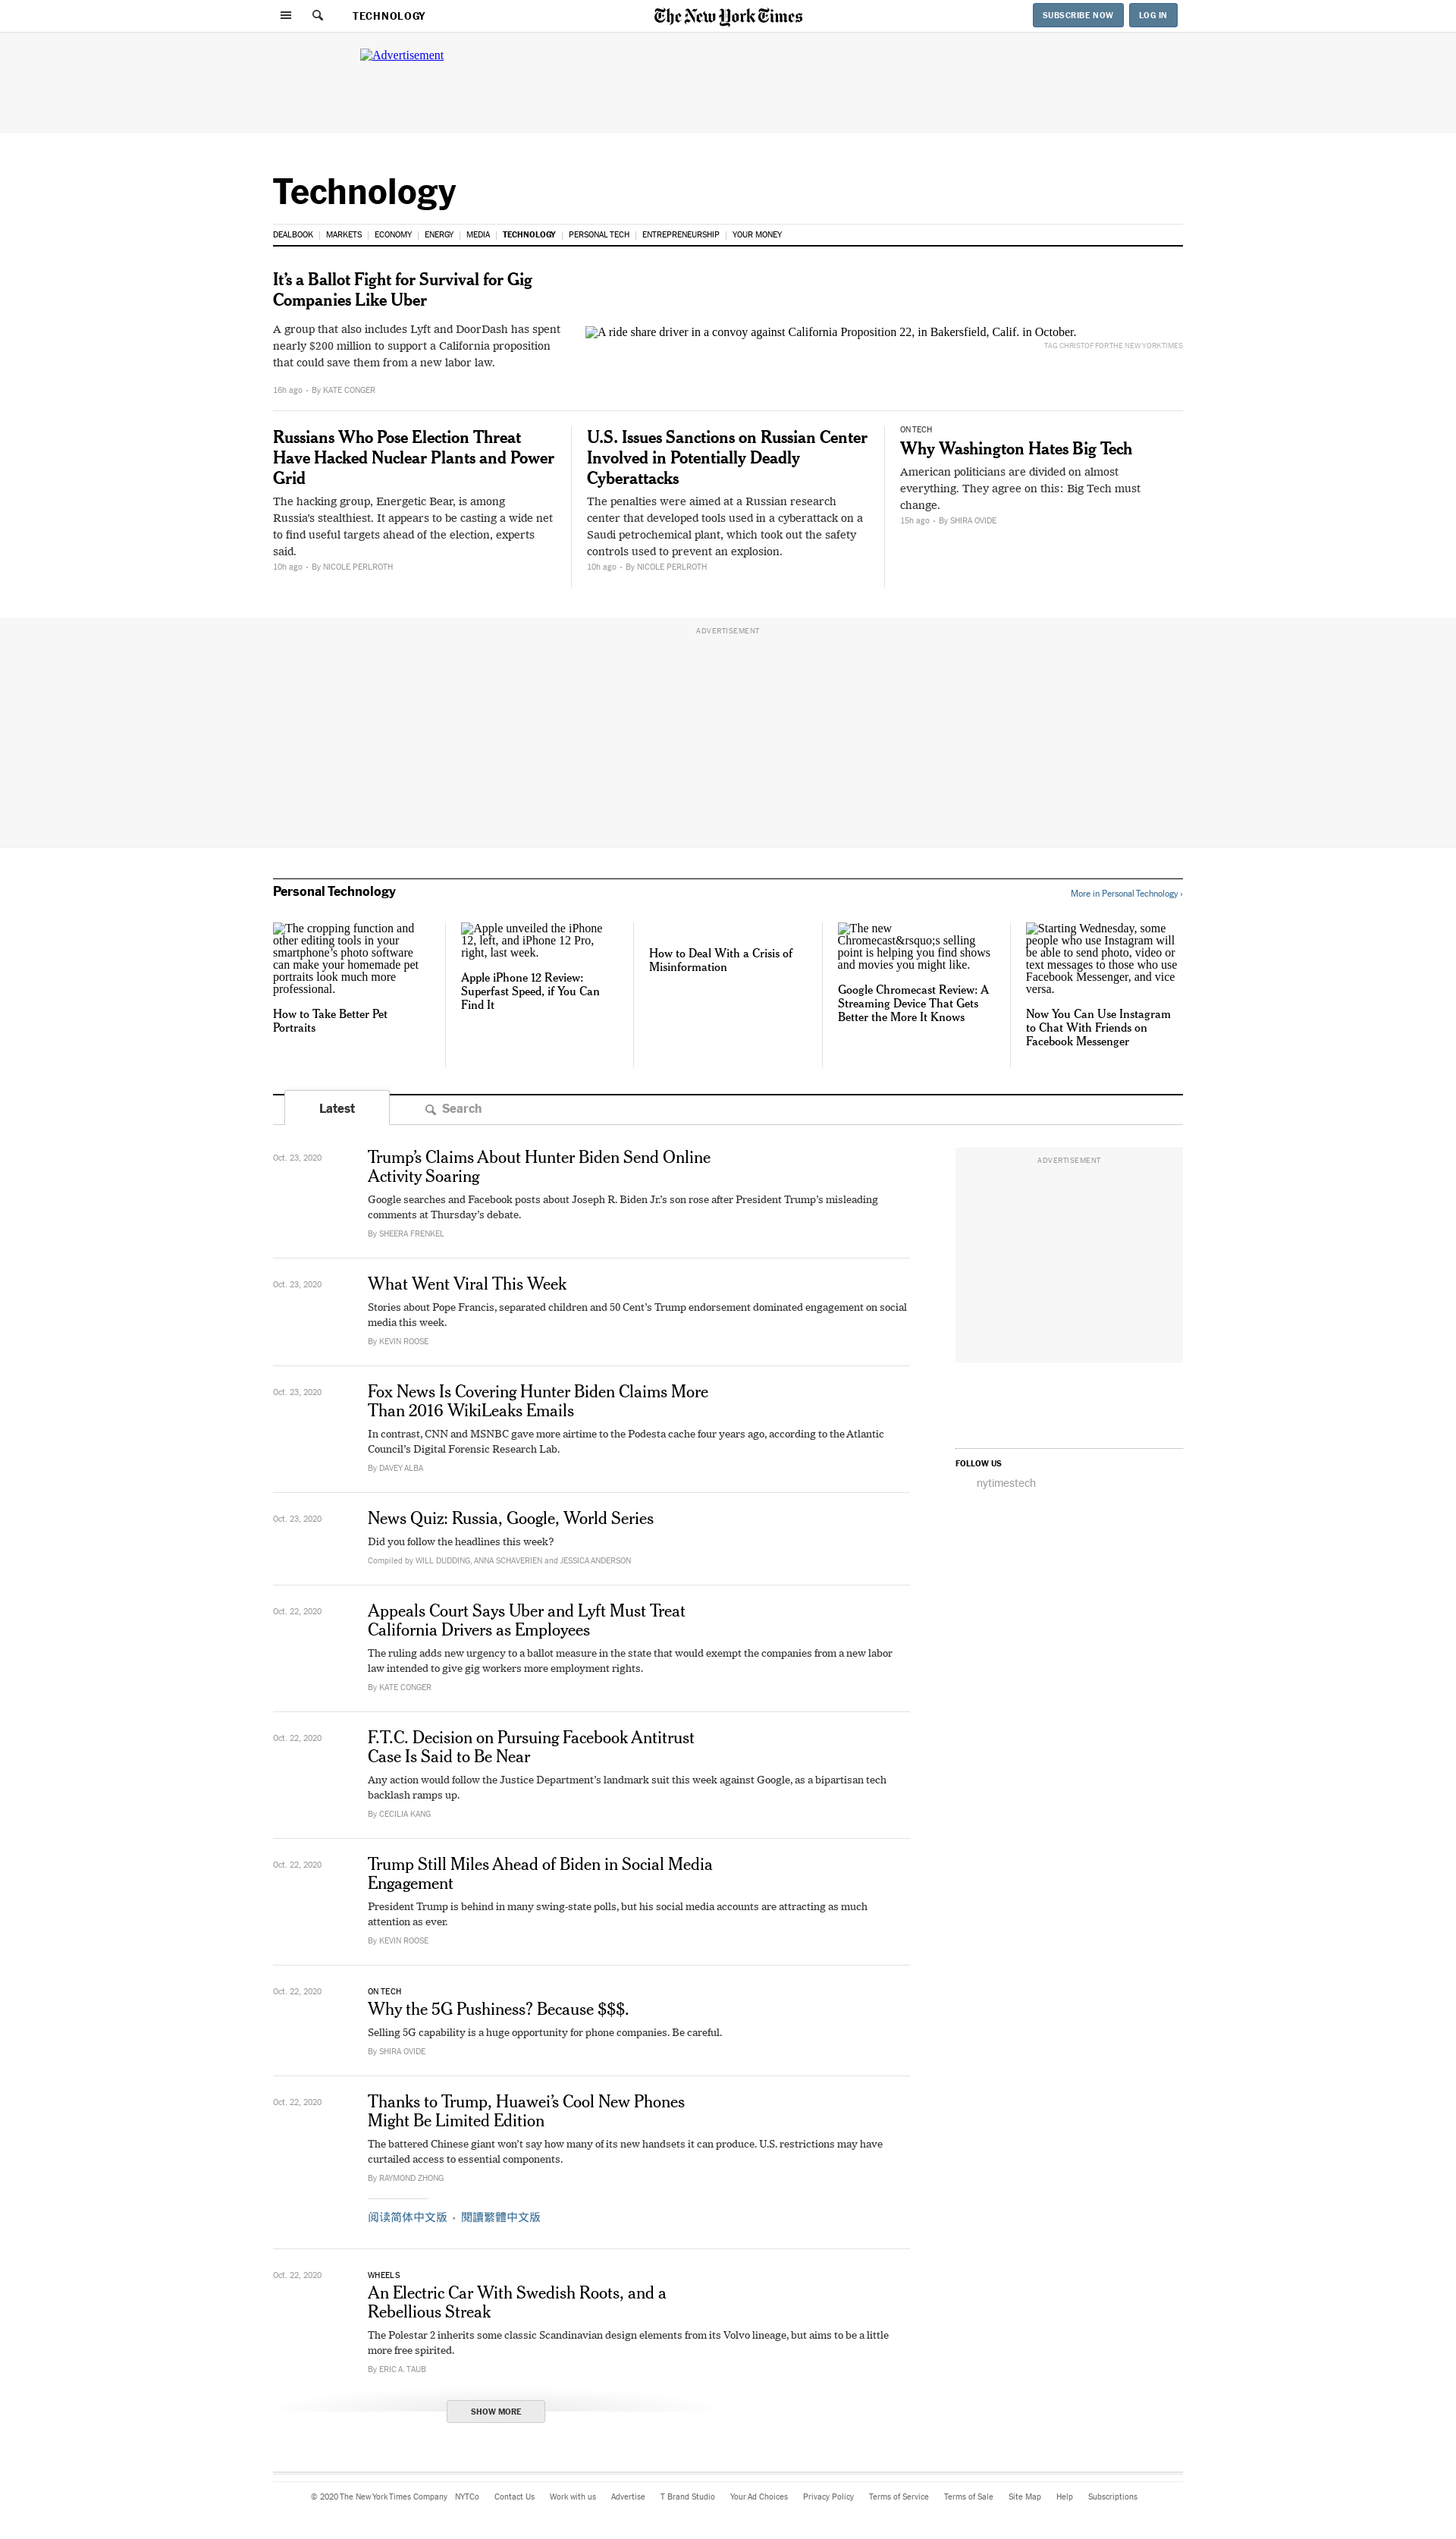 TECHNOLOGY
The New York Times
SUBSCRIBE NOW
LOG IN
Advertisement
Technology
DEALBOOK
MARKETS
ECONOMY
ENERGY
MEDIA
TECHNOLOGY
PERSONAL TECH
ENTREPRENEURSHIP
YOUR MONEY
It's a Ballot Fight for Survival for Gig
Companies Like Uber
A group that also includes Lyft and DoorDash has spent
nearly $200 million to support a California proposition
that could save them from a new labor law.
16h ago • By KATE CONGER
A ride share driver in a convoy against California Proposition 22, in Bakersfield, Calif. in October.
TAG CHRISTOF FOR THE NEW YORK TIMES
Russians Who Pose Election Threat
Have Hacked Nuclear Plants and Power
Grid
The hacking group, Energetic Bear, is among
Russia's stealthiest. It appears to be casting a wide net
to find useful targets ahead of the election, experts
said.
10h ago • By NICOLE PERLROTH
U.S. Issues Sanctions on Russian Center
Involved in Potentially Deadly
Cyberattacks
The penalties were aimed at a Russian research
center that developed tools used in a cyberattack on a
Saudi petrochemical plant, which took out the safety
controls used to prevent an explosion.
10h ago • By NICOLE PERLROTH
ON TECH
Why Washington Hates Big Tech
American politicians are divided on almost
everything. They agree on this: Big Tech must
change.
15h ago • By SHIRA OVIDE
ADVERTISEMENT
Personal Technology
More in Personal Technology ›
The cropping function and
other editing tools in your
smartphone's photo software
can make your homemade pet
portraits look much more
professional.
How to Take Better Pet
Portraits
Apple unveiled the iPhone
12, left, and iPhone 12 Pro,
right, last week.
Apple iPhone 12 Review:
Superfast Speed, if You Can
Find It
How to Deal With a Crisis of
Misinformation
The new
Chromecast&rsquo;s selling
point is helping you find shows
and movies you might like.
Google Chromecast Review: A
Streaming Device That Gets
Better the More It Knows
Starting Wednesday, some
people who use Instagram will
be able to send photo, video or
text messages to those who use
Facebook Messenger, and vice
versa.
Now You Can Use Instagram
to Chat With Friends on
Facebook Messenger
Latest
Search
Oct. 23, 2020
Trump's Claims About Hunter Biden Send Online
Activity Soaring
Google searches and Facebook posts about Joseph R. Biden Jr.'s son rose after President Trump's misleading
comments at Thursday's debate.
By SHEERA FRENKEL
ADVERTISEMENT
Oct. 23, 2020
What Went Viral This Week
Stories about Pope Francis, separated children and 50 Cent's Trump endorsement dominated engagement on social
media this week.
By KEVIN ROOSE
Oct. 23, 2020
Fox News Is Covering Hunter Biden Claims More
Than 2016 WikiLeaks Emails
In contrast, CNN and MSNBC gave more airtime to the Podesta cache four years ago, according to the Atlantic
Council's Digital Forensic Research Lab.
By DAVEY ALBA
FOLLOW US
nytimestech
Oct. 23, 2020
News Quiz: Russia, Google, World Series
Did you follow the headlines this week?
Compiled by WILL DUDDING, ANNA SCHAVERIEN and JESSICA ANDERSON
Oct. 22, 2020
Appeals Court Says Uber and Lyft Must Treat
California Drivers as Employees
The ruling adds new urgency to a ballot measure in the state that would exempt the companies from a new labor
law intended to give gig workers more employment rights.
By KATE CONGER
Oct. 22, 2020
F.T.C. Decision on Pursuing Facebook Antitrust
Case Is Said to Be Near
Any action would follow the Justice Department's landmark suit this week against Google, as a bipartisan tech
backlash ramps up.
By CECILIA KANG
Oct. 22, 2020
Trump Still Miles Ahead of Biden in Social Media
Engagement
President Trump is behind in many swing-state polls, but his social media accounts are attracting as much
attention as ever.
By KEVIN ROOSE
Oct. 22, 2020
ON TECH
Why the 5G Pushiness? Because $$$.
Selling 5G capability is a huge opportunity for phone companies. Be careful.
By SHIRA OVIDE
Oct. 22, 2020
Thanks to Trump, Huawei's Cool New Phones
Might Be Limited Edition
The battered Chinese giant won't say how many of its new handsets it can produce. U.S. restrictions may have
curtailed access to essential components.
By RAYMOND ZHONG
阅读简体中文版 • 閱讀繁體中文版
Oct. 22, 2020
WHEELS
An Electric Car With Swedish Roots, and a
Rebellious Streak
The Polestar 2 inherits some classic Scandinavian design elements from its Volvo lineage, but aims to be a little
more free spirited.
By ERIC A. TAUB
SHOW MORE
© 2020 The New York Times Company NYTCo Contact Us Work with us Advertise T Brand Studio Your Ad Choices Privacy Policy Terms of Service Terms of Sale Site Map Help Subscriptions